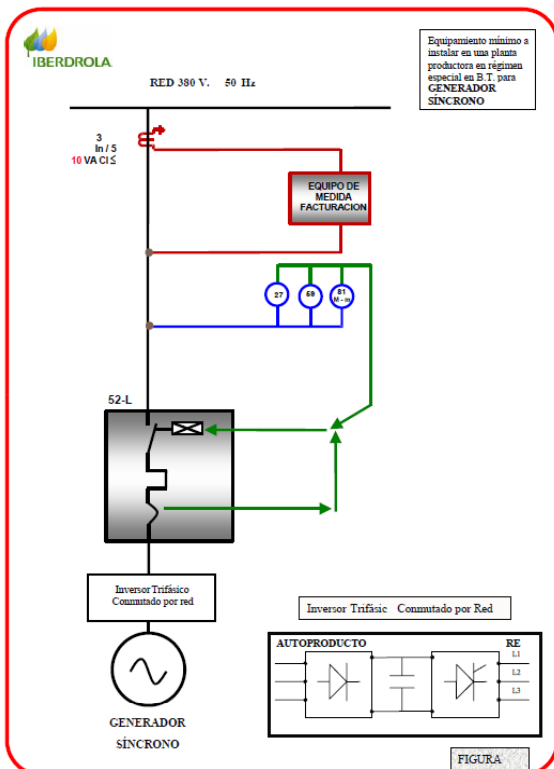 IBERDROLA
Equipamiento mínimo a
instalar en una planta
productora en régimen
especial en B.T. para
GENERADOR
SÍNCRONO
RED 380 V. 50 Hz
3
In / 5
10 VA Cl ≤
EQUIPO DE
MEDIDA
FACTURACION
27
59
81
M - m
52-L
Inversor Trifásico
Conmutado por red
GENERADOR
SÍNCRONO
Inversor Trifásic Conmutado por Red
AUTOPRODUCTO
RE
L1
L2
L3
FIGURA